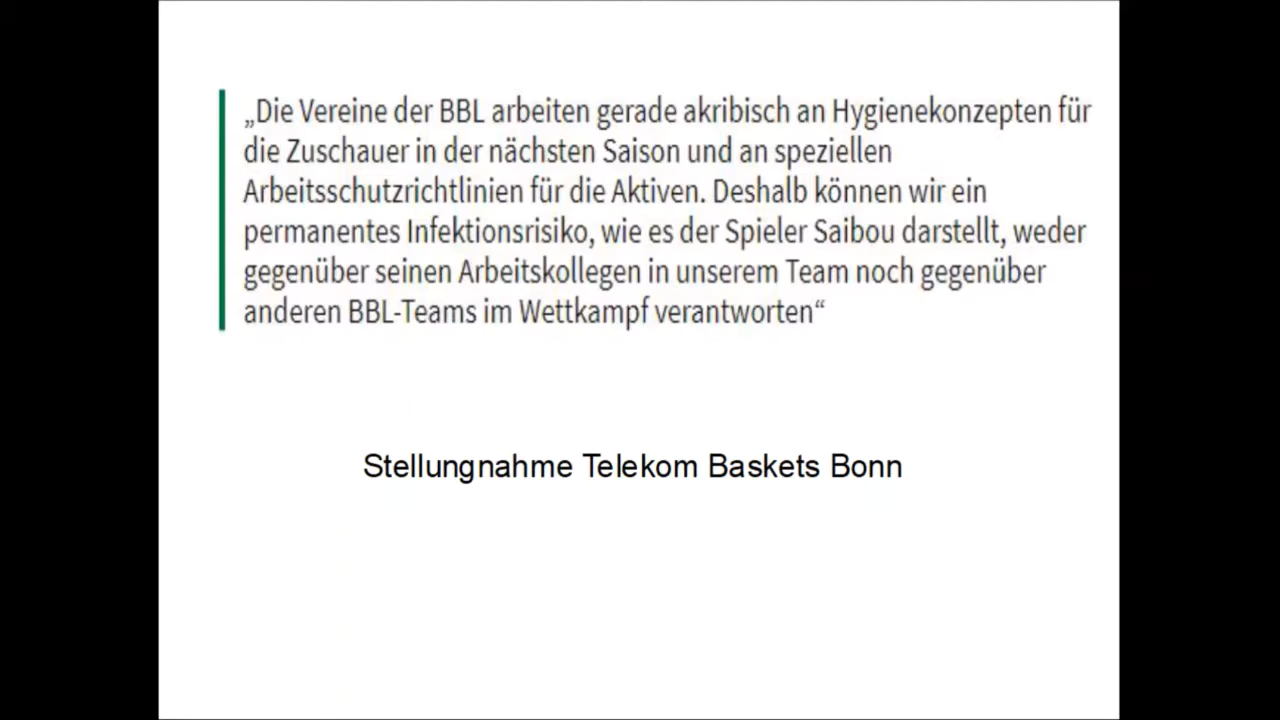 „Die Vereine der BBL arbeiten gerade akribisch an Hygienekonzepten für
die Zuschauer in der nächsten Saison und an speziellen
Arbeitsschutzrichtlinien für die Aktiven. Deshalb können wir ein
permanentes Infektionsrisiko, wie es der Spieler Saibou darstellt, weder
gegenüber seinen Arbeitskollegen in unserem Team noch gegenüber
anderen BBL-Teams im Wettkampf verantworten“
Stellungnahme Telekom Baskets Bonn